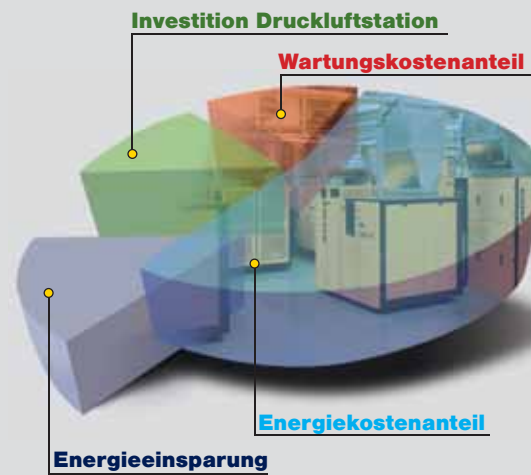 Investition Druckluftstation
Wartungskostenanteil
Energiekostenanteil
Energieeinsparung